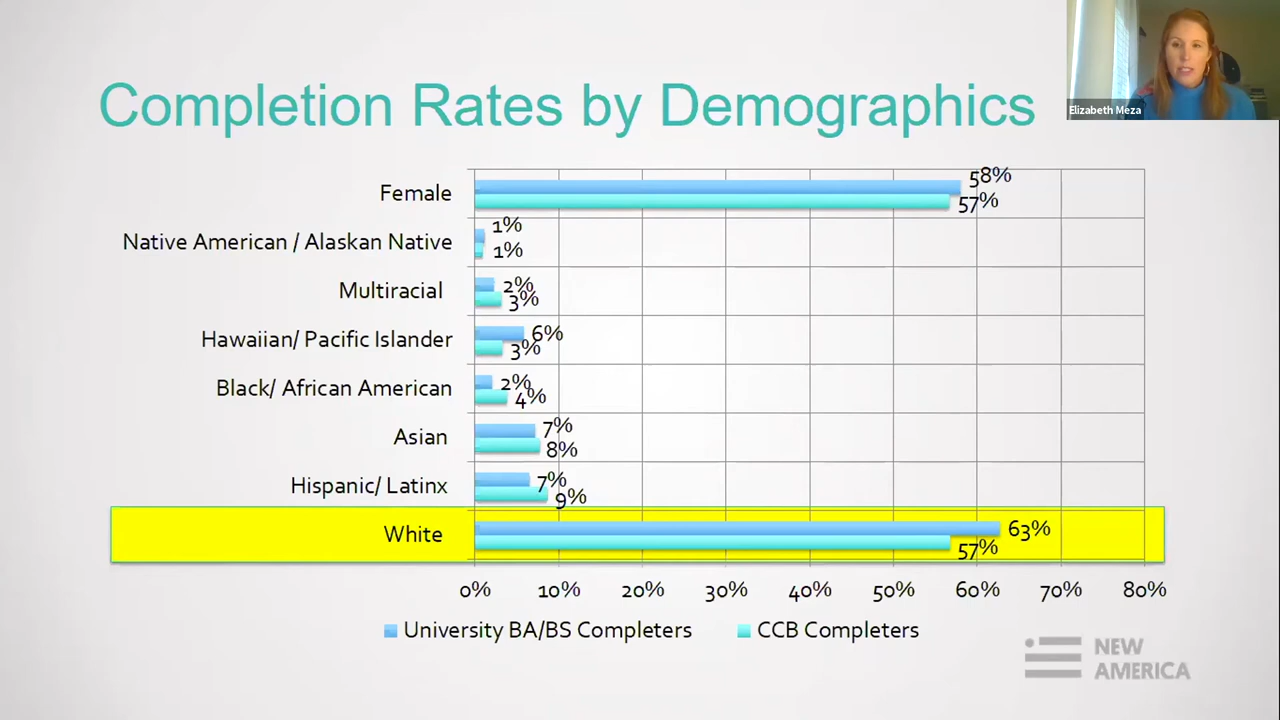 Elizabeth Meza
Completion Rates by Demographics
Female
58%
57%
Native American / Alaskan Native
1%
1%
Multiracial
2%
3%
Hawaiian/ Pacific Islander
6%
3%
Black/ African American
2%
4%
Asian
7%
8%
Hispanic/ Latinx
7%
9%
White
63%
57%
0% 10% 20% 30% 40% 50% 60% 70% 80%
University BA/BS Completers CCB Completers
NEW
AMERICA